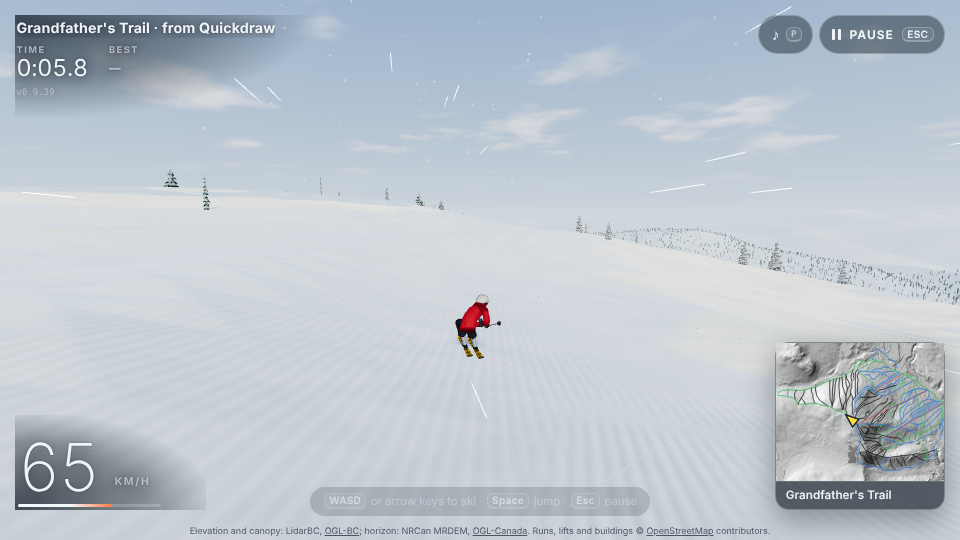 Grandfather's Trail · from Quickdraw
TIME BEST
0:05.8 —
v0.9.39
♪ P
PAUSE ESC
65 KM/H
WASD or arrow keys to ski · Space jump · Esc pause
Grandfather's Trail
Elevation and canopy: LidarBC, OGL-BC; horizon: NRCan MRDEM, OGL-Canada. Runs, lifts and buildings © OpenStreetMap contributors.